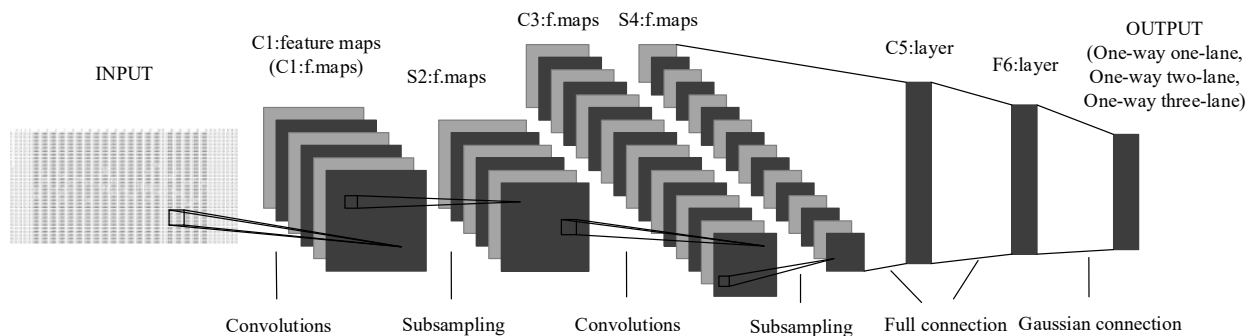 INPUT
C1:feature maps
(C1:f.maps)
S2:f.maps
C3:f.maps
S4:f.maps
C5:layer
F6:layer
OUTPUT
(One-way one-lane,
One-way two-lane,
One-way three-lane)
Convolutions
Subsampling
Convolutions
Subsampling
Full connection
Gaussian connection